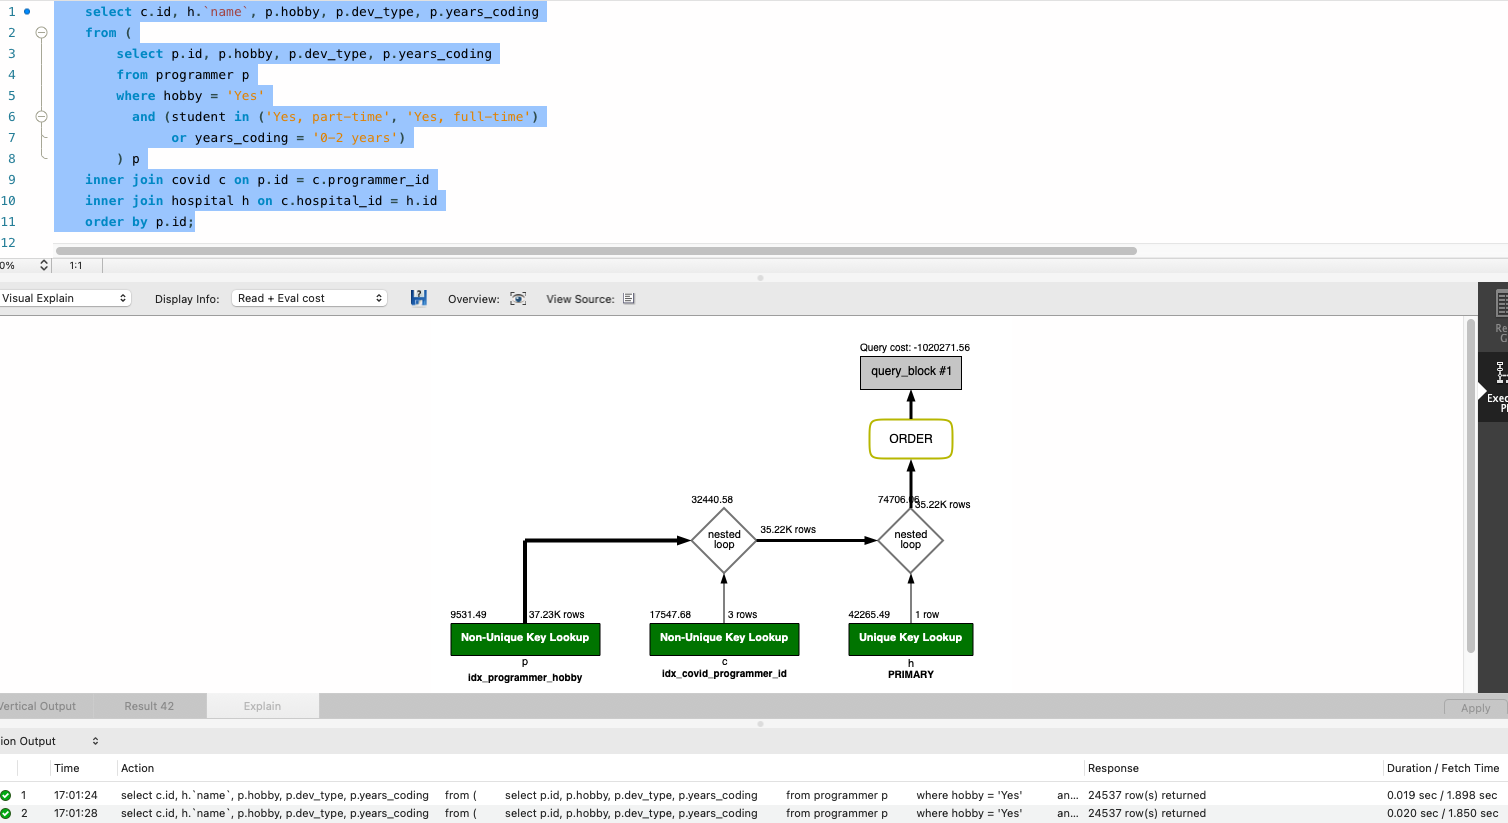 1 select c.id, h.`name`, p.hobby, p.dev_type, p.years_coding
2 from (
3 select p.id, p.hobby, p.dev_type, p.years_coding
4 from programmer p
5 where hobby = 'Yes'
6 and (student in ('Yes, part-time', 'Yes, full-time')
7 or years_coding = '0-2 years')
8 ) p
9 inner join covid c on p.id = c.programmer_id
10 inner join hospital h on c.hospital_id = h.id
11 order by p.id;
12
0% 1:1
Visual Explain Display Info: Read + Eval cost Overview: View Source:
Query cost: -1020271.56
query_block #1
ORDER
32440.58 74706.06 35.22K rows
nested loop 35.22K rows nested loop
9531.49 37.23K rows 17547.68 3 rows 42265.49 1 row
Non-Unique Key Lookup Non-Unique Key Lookup Unique Key Lookup
p c h
idx_programmer_hobby idx_covid_programmer_id PRIMARY
Vertical Output Result 42 Explain Apply
ion Output
Time Action Response Duration / Fetch Time
1 17:01:24 select c.id, h.`name`, p.hobby, p.dev_type, p.years_coding from ( select p.id, p.hobby, p.dev_type, p.years_coding from programmer p where hobby = 'Yes' an... 24537 row(s) returned 0.019 sec / 1.898 sec
2 17:01:28 select c.id, h.`name`, p.hobby, p.dev_type, p.years_coding from ( select p.id, p.hobby, p.dev_type, p.years_coding from programmer p where hobby = 'Yes' an... 24537 row(s) returned 0.020 sec / 1.850 sec